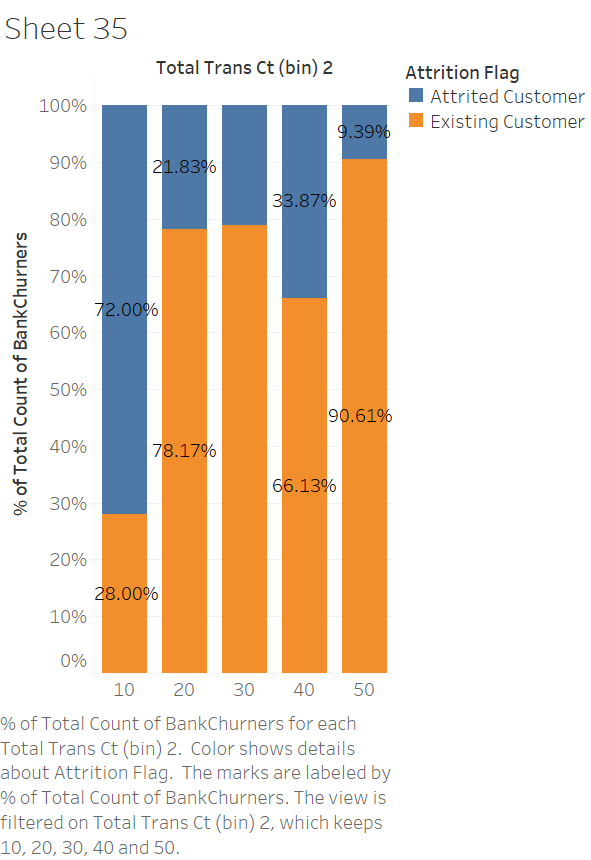 Sheet 35
Total Trans Ct (bin) 2
Attrition Flag
Attrited Customer
Existing Customer
% of Total Count of BankChurners
100%
90%
80%
70%
60%
50%
40%
30%
20%
10%
0%
9.39%
21.83%
33.87%
72.00%
90.61%
78.17%
66.13%
28.00%
10
20
30
40
50
% of Total Count of BankChurners for each
Total Trans Ct (bin) 2.  Color shows details
about Attrition Flag.  The marks are labeled by
% of Total Count of BankChurners. The view is
filtered on Total Trans Ct (bin) 2, which keeps
10, 20, 30, 40 and 50.